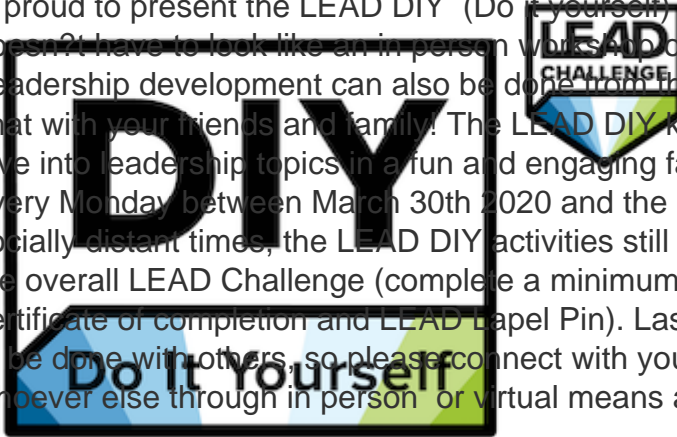 proud to present the LEAD DIY (Do it yourself)
LEAD
esn?t have to look like an in person workshop
CHALLENGE
eadership development can also be done from
at with your friends and family! The LEAD DIY
ve into leadership topics in a fun and engaging fa
DIY
very Monday between March 30th 2020 and the
ocially distant times, the LEAD DIY activities still
e overall LEAD Challenge (complete a minimum
ertificate of completion and LEAD Lapel Pin). Las
be done with others, so please connect with you
Do It Yourself
hoever else through in person or virtual means a